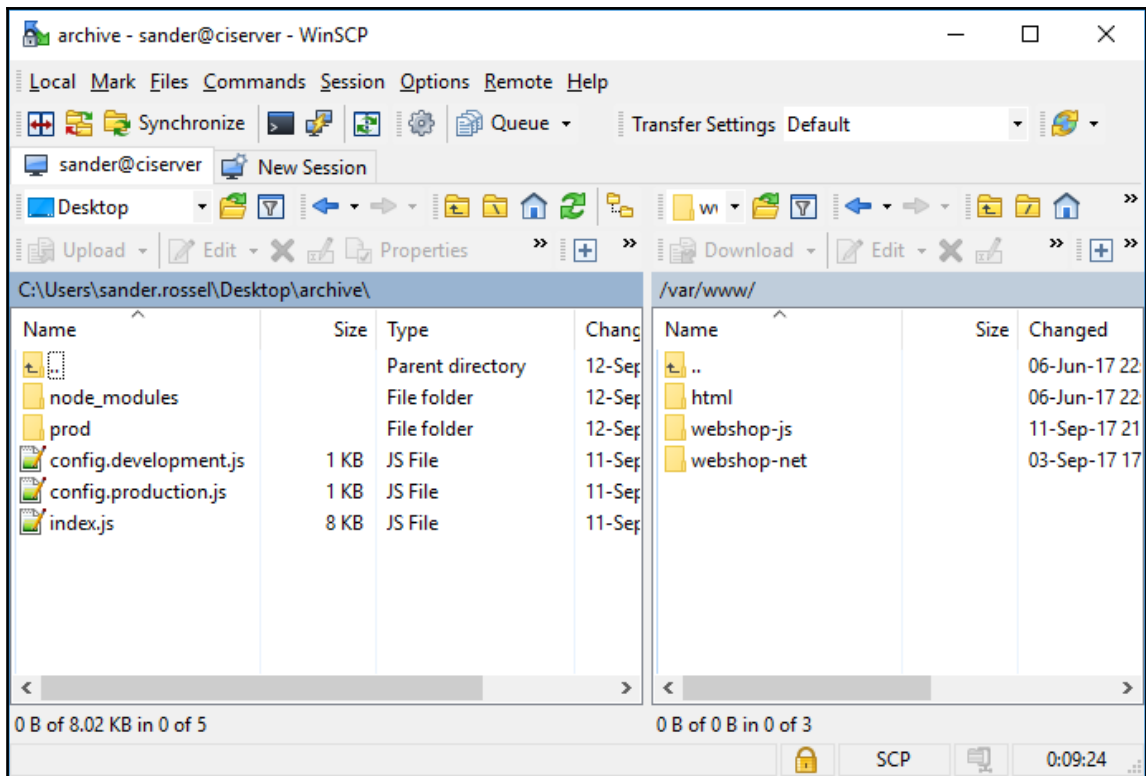 archive - sander@ciserver - WinSCP
Local Mark Files Commands Session Options Remote Help
Synchronize Queue Transfer Settings Default
sander@ciserver New Session
Desktop
Upload Edit Properties Download Edit
C:\Users\sander.rossel\Desktop\archive\ /var/www/
Name Size Type Chang Name Size Changed
.. Parent directory 12-Sep .. 06-Jun-17 22:
node_modules File folder 12-Sep html 06-Jun-17 22:
prod File folder 12-Sep webshop-js 11-Sep-17 21
config.development.js 1 KB JS File 11-Sep webshop-net 03-Sep-17 17
config.production.js 1 KB JS File 11-Sep
index.js 8 KB JS File 11-Sep
0 B of 8.02 KB in 0 of 5 0 B of 0 B in 0 of 3
SCP 0:09:24